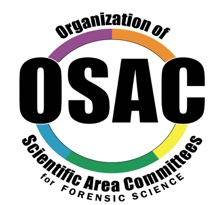 Organization of
OSAC
Scientific Area Committees
for FORENSIC SCIENCE